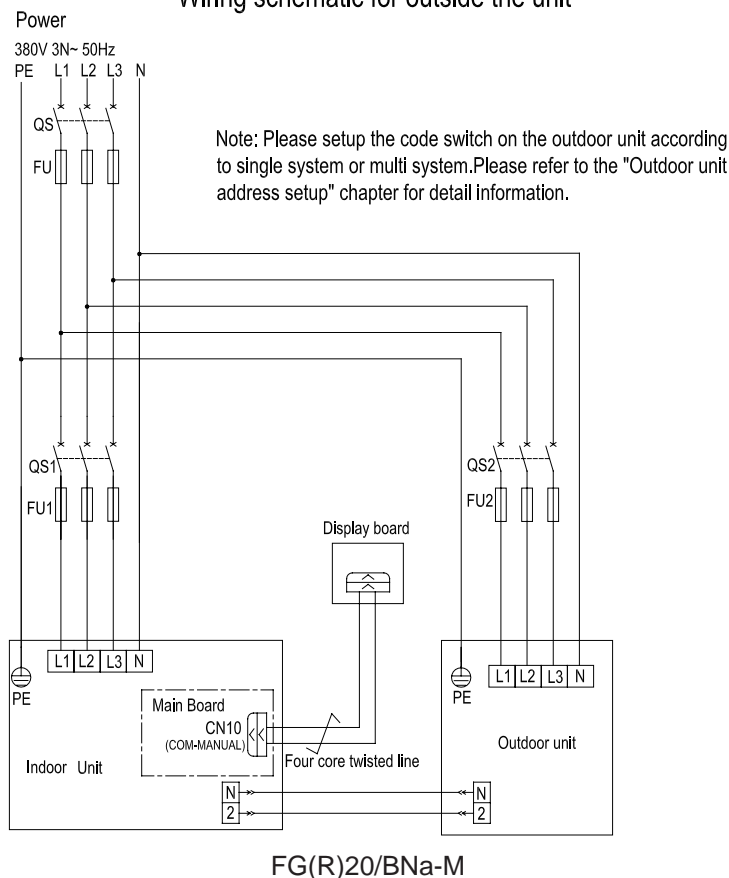 Wiring schematic for outside the unit
Power
380V 3N~ 50Hz
PE L1 L2 L3 N
QS
FU
Note: Please setup the code switch on the outdoor unit according
to single system or multi system.Please refer to the "Outdoor unit
address setup" chapter for detail information.
QS1
FU1
QS2
FU2
Display board
L1 L2 L3 N
PE
Main Board
CN10
(COM-MANUAL)
Four core twisted line
Indoor Unit
N
2
L1 L2 L3 N
PE
Outdoor unit
N
2
FG(R)20/BNa-M